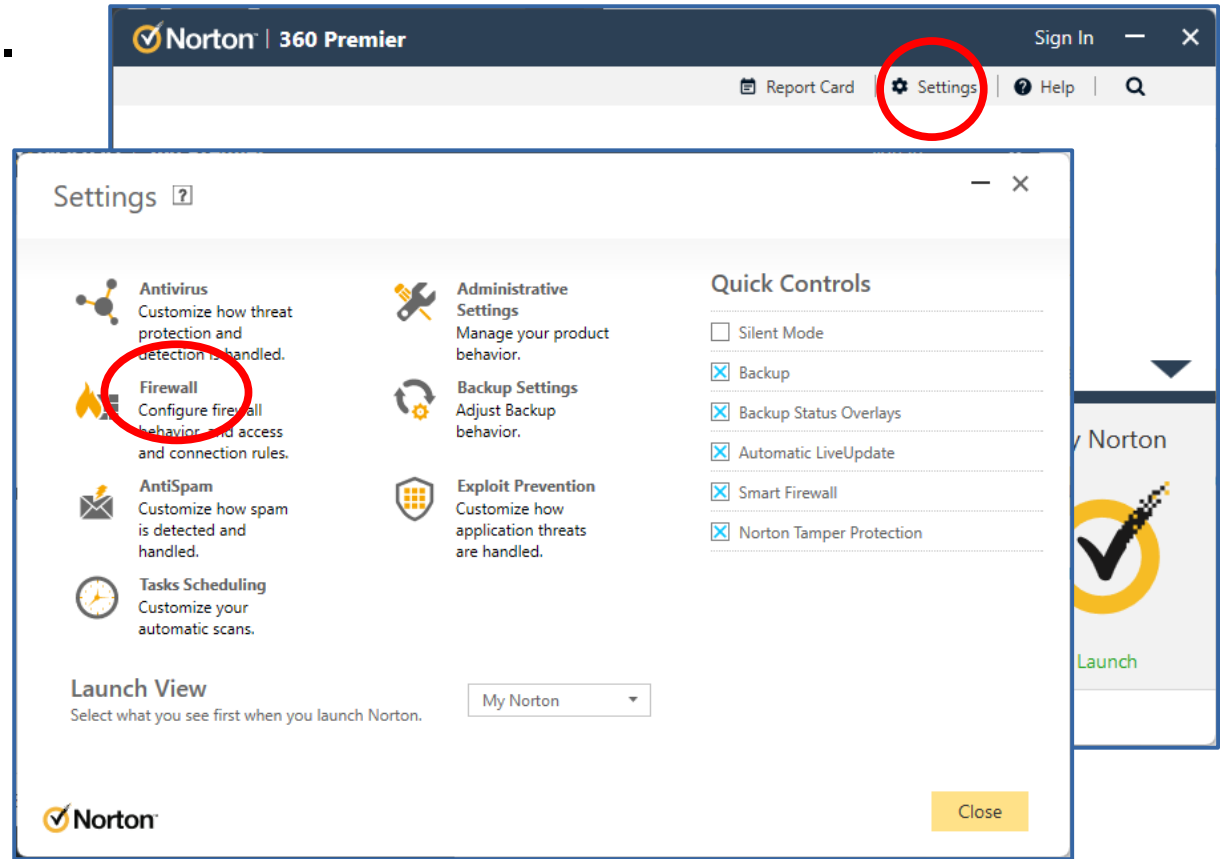 Norton | 360 Premier
Sign In
Report Card
Settings
Help
Settings ?
Antivirus
Customize how threat
protection and
detection is handled.
Firewall
Configure firewall
behavior, and access
and connection rules.
AntiSpam
Customize how spam
is detected and
handled.
Tasks Scheduling
Customize your
automatic scans.
Administrative
Settings
Manage your product
behavior.
Backup Settings
Adjust Backup
behavior.
Exploit Prevention
Customize how
application threats
are handled.
Quick Controls
Silent Mode
Backup
Backup Status Overlays
Automatic LiveUpdate
Smart Firewall
Norton Tamper Protection
Launch View
Select what you see first when you launch Norton.
My Norton
Norton
Close
y Norton
Launch